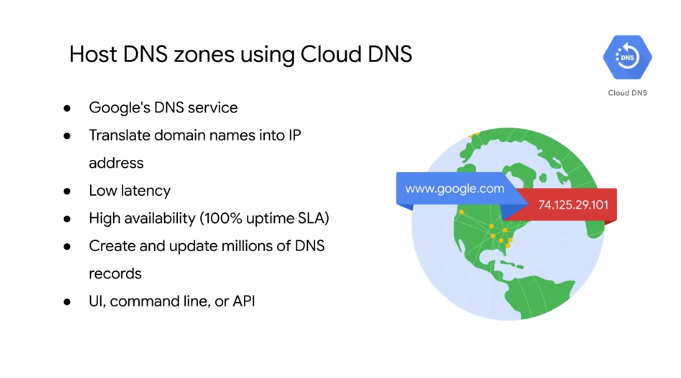 Host DNS zones using Cloud DNS
DNS
Cloud DNS
● Google's DNS service
● Translate domain names into IP
address
● Low latency
● High availability (100% uptime SLA)
● Create and update millions of DNS
records
● UI, command line, or API
www.google.com
74.125.29.101